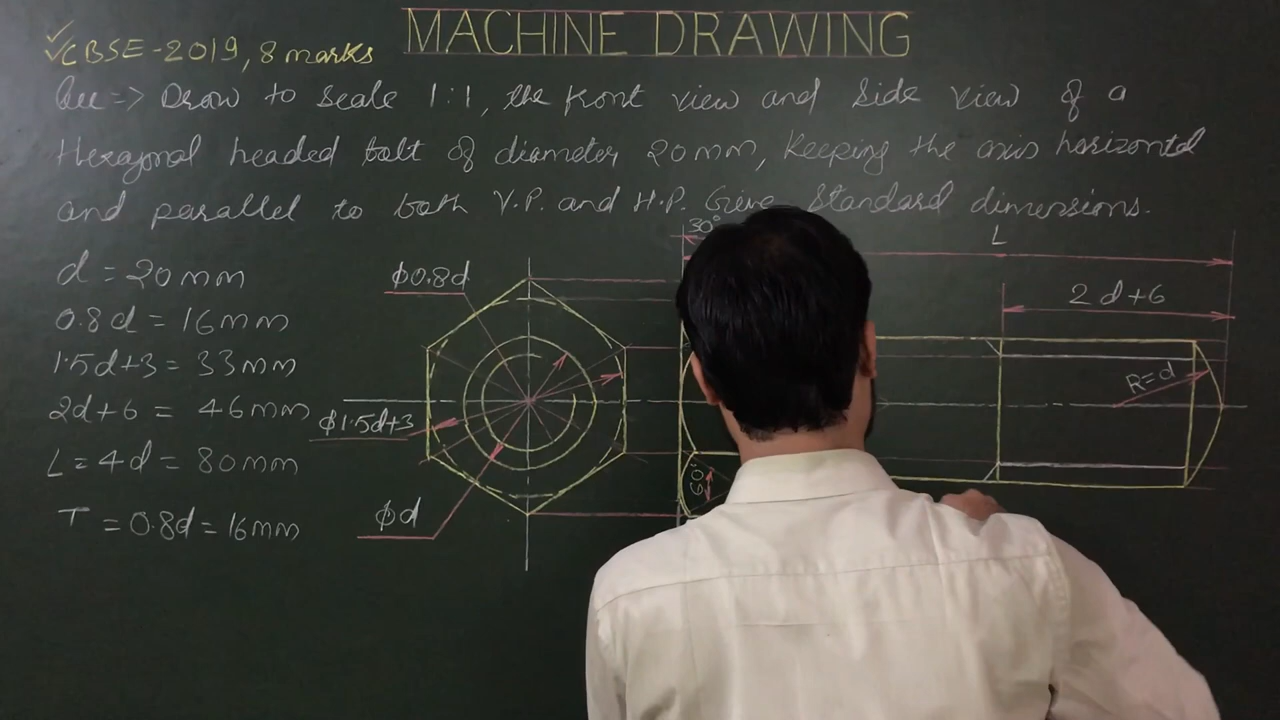 MACHINE DRAWING
CBSE-2019, 8 marks
Que => Draw to scale 1:1, the front view and side view of a
Hexagonal headed bolt of diameter 20mm, Keeping the axis horizontal
and parallel to both V.P. and H.P. Give Standard dimensions.
d = 20mm
0.8d = 16mm
1.5d+3 = 33mm
2d+6 = 46mm
L = 4d = 80mm
T = 0.8d = 16mm
ϕ0.8d
ϕ1.5d+3
ϕd
30°
L
2d+6
R=d
60°